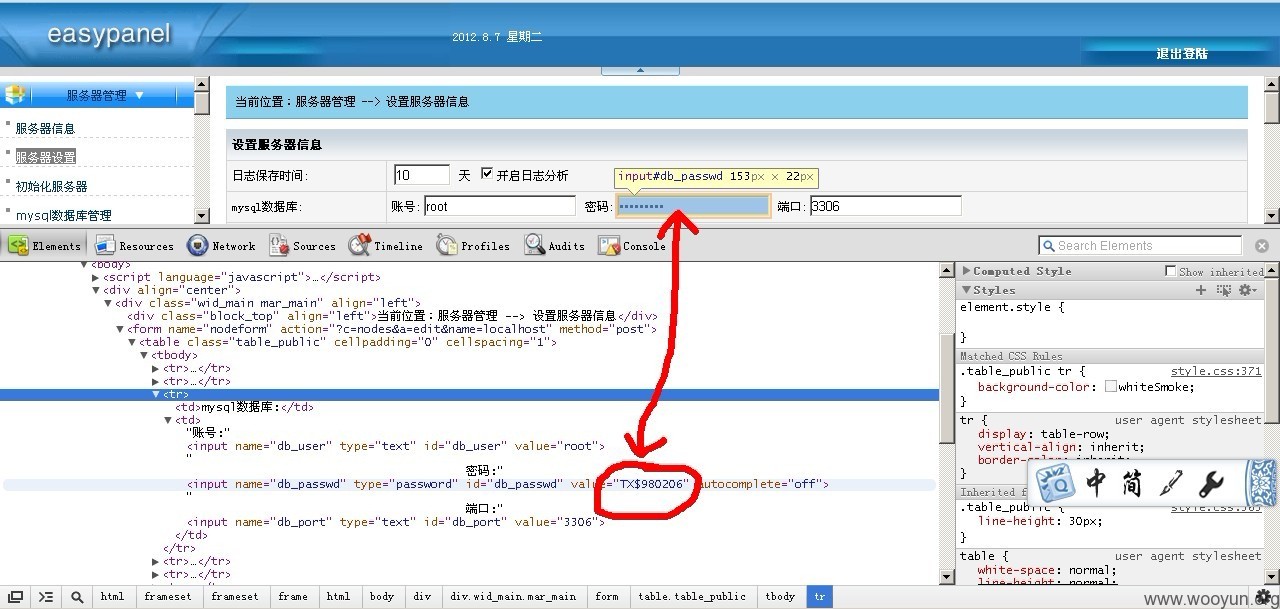 easypanel
2012.8.7 星期二
退出登陆
服务器管理 ▼
服务器信息
服务器设置
初始化服务器
mysql数据库管理
当前位置：服务器管理 --> 设置服务器信息
设置服务器信息
日志保存时间: 10 天 开启日志分析
input#db_passwd 153px × 22px
mysql数据库: 账号: root 密码: ••••••••• 端口: 3306
Elements Resources Network Sources Timeline Profiles Audits Console Search Elements
▼<body>
▶<script language="javascript">…</script>
▼<div align="center">
▼<div class="wid_main mar_main" align="left">
<div class="block_top" align="left">当前位置：服务器管理 --> 设置服务器信息</div>
▼<form name="nodeform" action="?c=nodes&a=edit&name=localhost" method="post">
▼<table class="table_public" cellpadding="0" cellspacing="1">
▼<tbody>
▶<tr>…</tr>
▶<tr>…</tr>
▼<tr>
<td>mysql数据库:</td>
▼<td>
"账号:"
<input name="db_user" type="text" id="db_user" value="root">
"
密码:"
<input name="db_passwd" type="password" id="db_passwd" value="TX$980206" autocomplete="off">
"
端口:"
<input name="db_port" type="text" id="db_port" value="3306">
</td>
</tr>
▶<tr>…</tr>
▶<tr>…</tr>
▶Computed Style Show inherited
▼Styles
element.style {
}
Matched CSS Rules
.table_public tr { style.css:371
background-color: whiteSmoke;
}
tr { user agent stylesheet
display: table-row;
vertical-align: inherit;
border-color: inherit;
}
中 简
Inherited f
.table_public
line-height: 30px;
}
table { user agent stylesheet
white-space: normal;
line-height: normal;
html frameset frameset frame html body div div.wid_main.mar_main form table.table_public tbody tr
www.wooyun.org